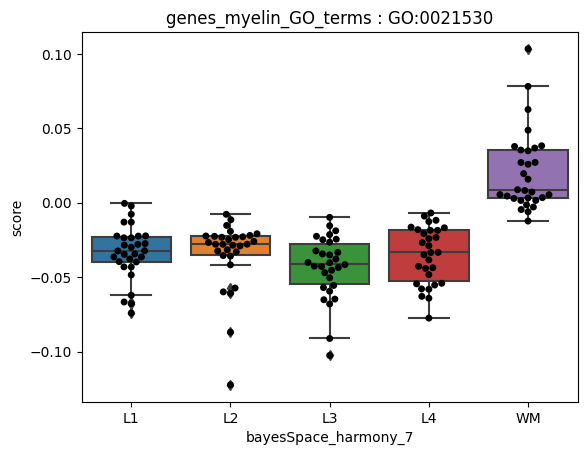 genes_myelin_GO_terms : GO:0021530
0.10
0.05
0.00
−0.05
−0.10
score
L1 L2 L3 L4 WM
bayesSpace_harmony_7